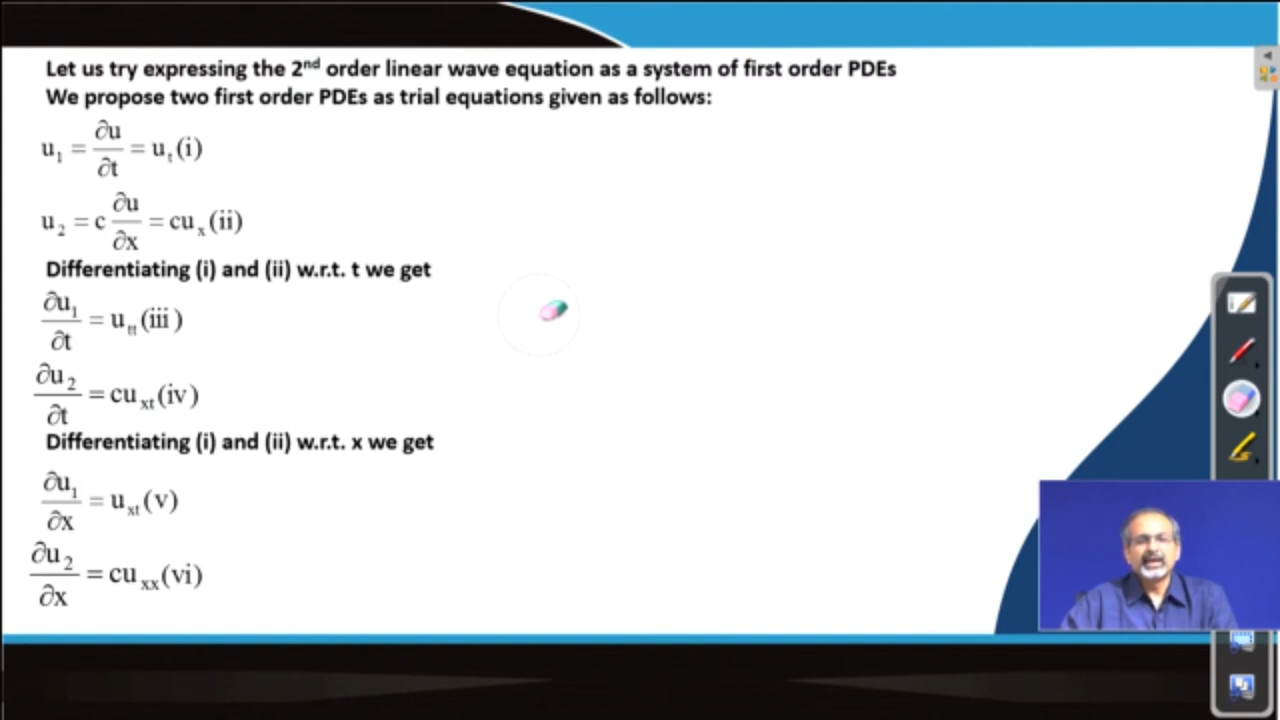 Let us try expressing the 2nd order linear wave equation as a system of first order PDEs
We propose two first order PDEs as trial equations given as follows:
u₁ = ∂u/∂t = uₜ(i)
u₂ = c ∂u/∂x = cuₓ(ii)
Differentiating (i) and (ii) w.r.t. t we get
∂u₁/∂t = uₜₜ(iii)
∂u₂/∂t = cuₓₜ(iv)
Differentiating (i) and (ii) w.r.t. x we get
∂u₁/∂x = uₓₜ(v)
∂u₂/∂x = cuₓₓ(vi)